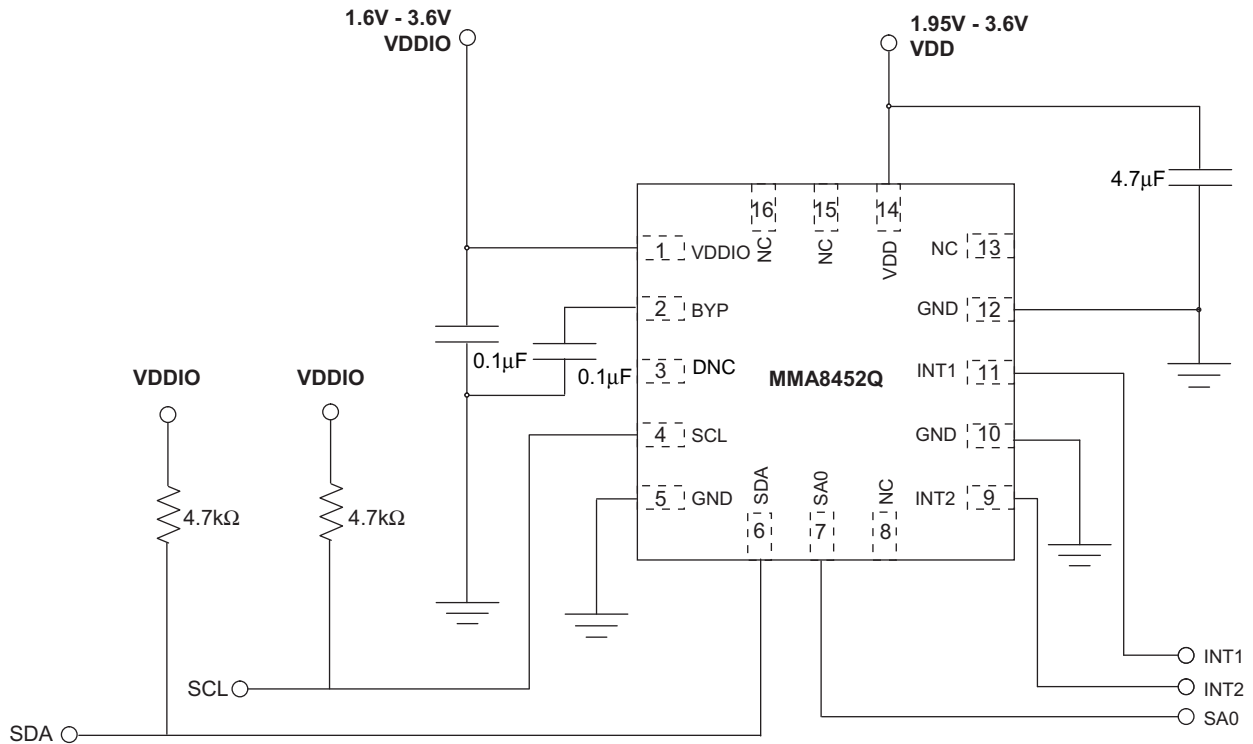 1.6V - 3.6V
VDDIO
1.95V - 3.6V
VDD
4.7μF
16
NC
15
NC
14
VDD
1 VDDIO
NC 13
2 BYP
GND 12
0.1μF
0.1μF
3 DNC
MMA8452Q
INT1 11
VDDIO
VDDIO
4 SCL
GND 10
5 GND
SDA
6
SA0
7
NC
8
INT2 9
4.7kΩ
4.7kΩ
INT1
SCL
INT2
SA0
SDA